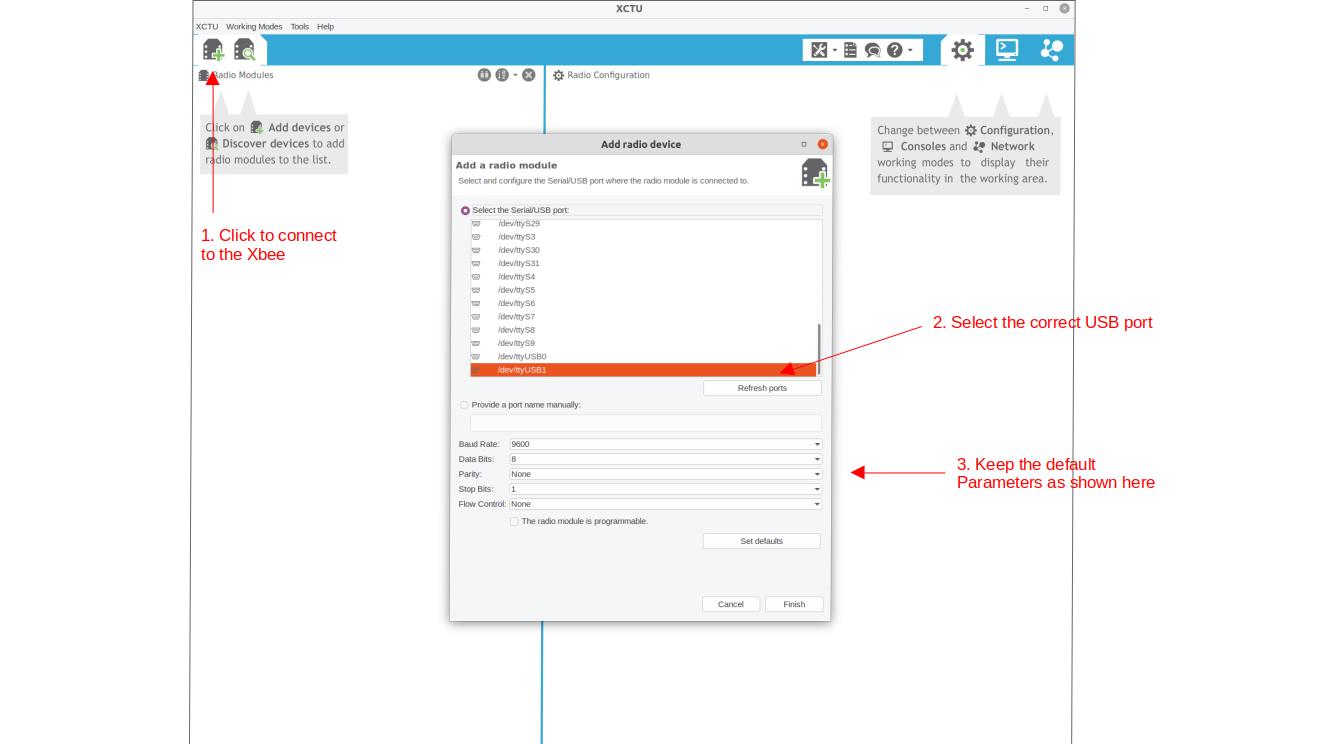 XCTU
XCTU Working Modes Tools Help
Radio Modules
Radio Configuration
Click on Add devices or
Discover devices to add
radio modules to the list.
Change between Configuration,
Consoles and Network
working modes to display their
functionality in the working area.
1. Click to connect
to the Xbee
Add radio device
Add a radio module
Select and configure the Serial/USB port where the radio module is connected to.
Select the Serial/USB port:
/dev/ttyS29
/dev/ttyS3
/dev/ttyS30
/dev/ttyS31
/dev/ttyS4
/dev/ttyS5
/dev/ttyS6
/dev/ttyS7
/dev/ttyS8
/dev/ttyS9
/dev/ttyUSB0
/dev/ttyUSB1
Refresh ports
2. Select the correct USB port
Provide a port name manually:
Baud Rate: 9600
Data Bits: 8
Parity: None
Stop Bits: 1
Flow Control: None
The radio module is programmable.
Set defaults
Cancel Finish
3. Keep the default
Parameters as shown here